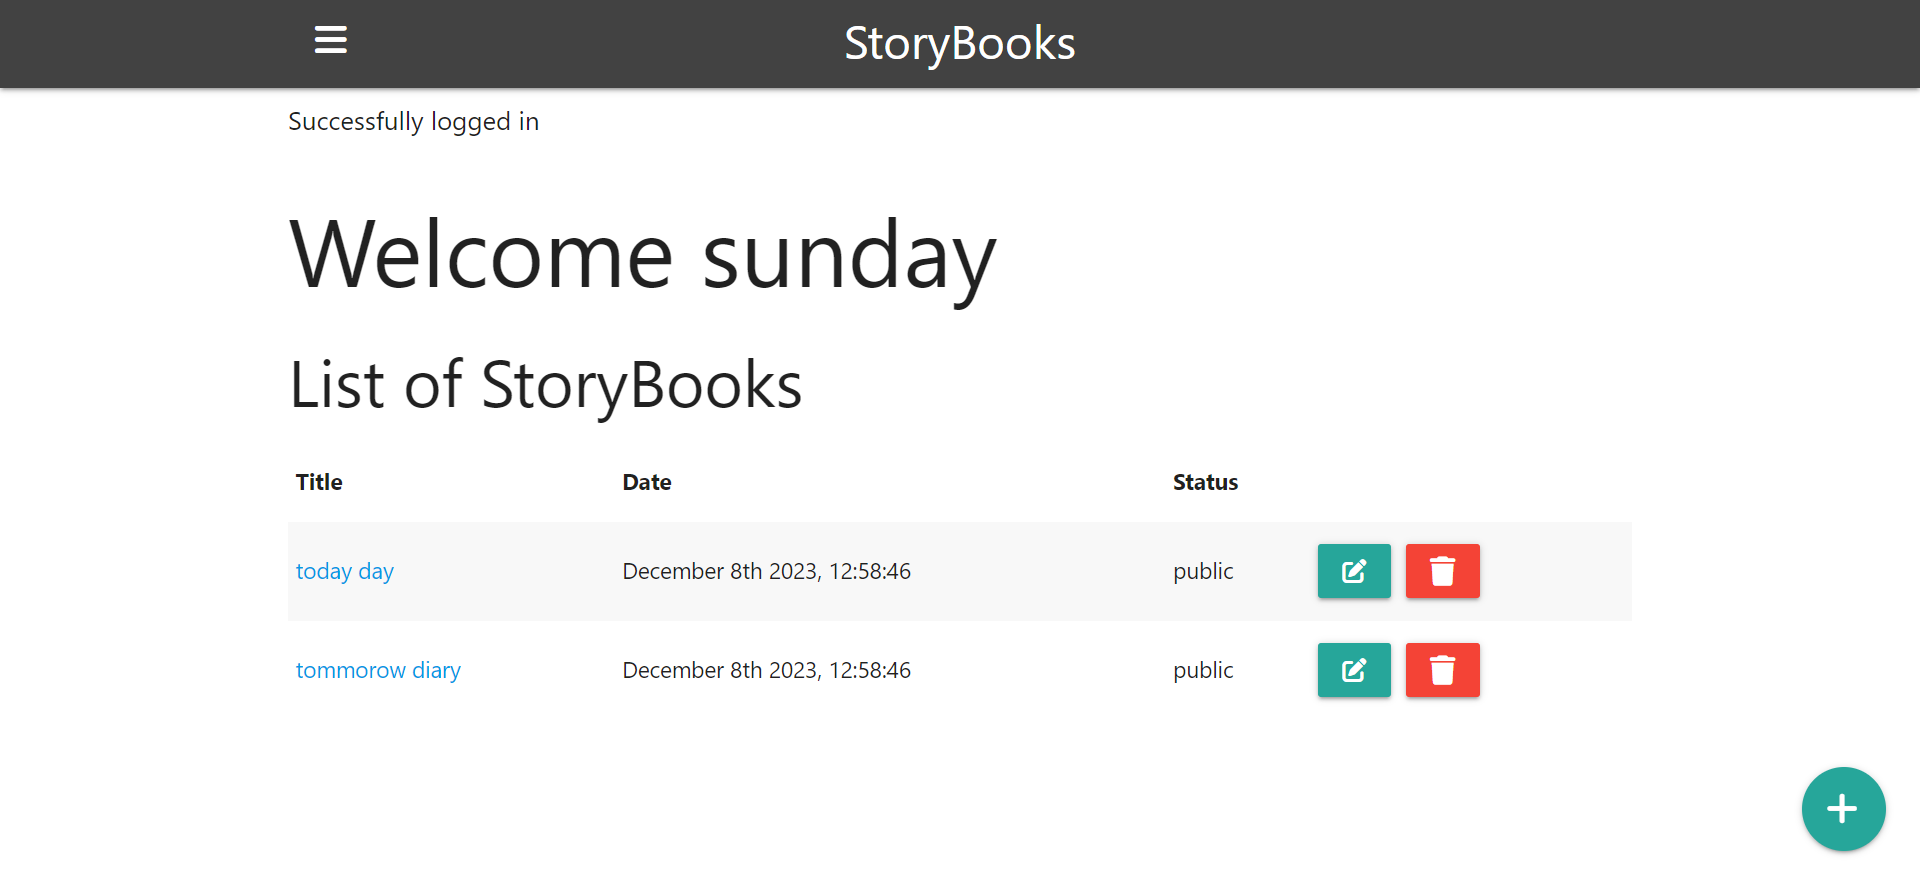 StoryBooks
Successfully logged in
Welcome sunday
List of StoryBooks
Title Date Status
today day December 8th 2023, 12:58:46 public
tommorow diary December 8th 2023, 12:58:46 public